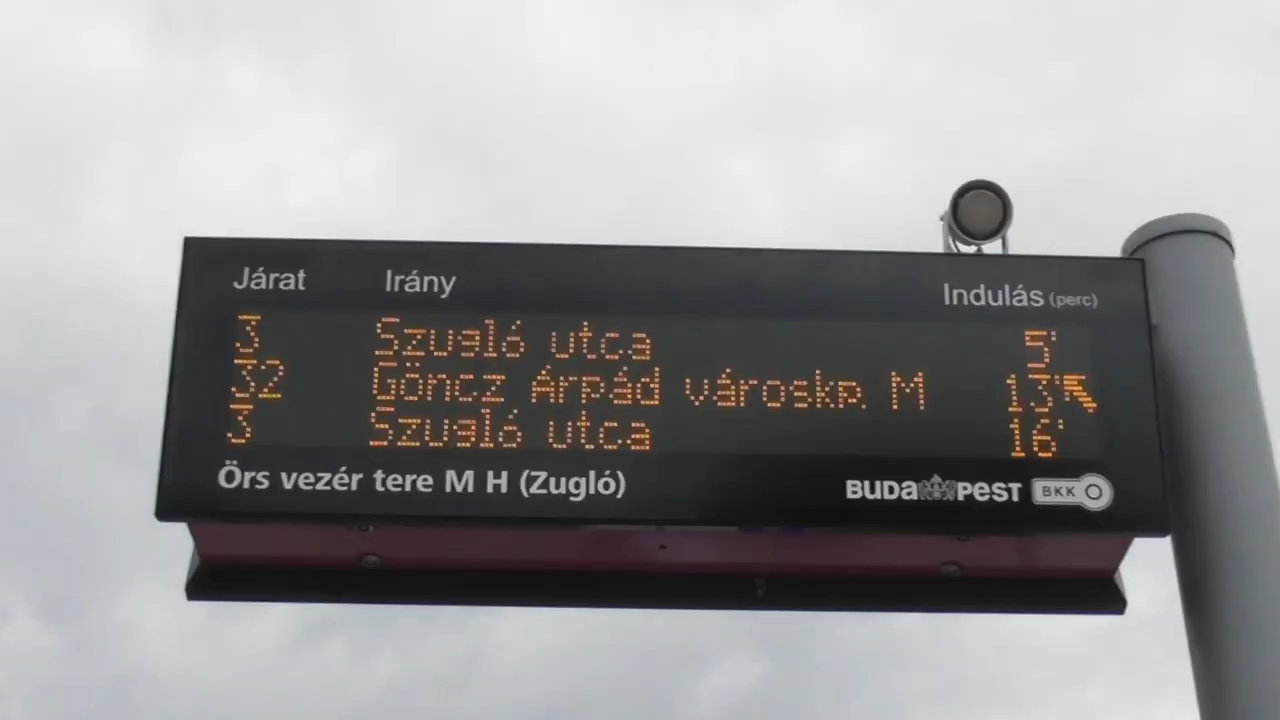 Járat Irány Indulás (perc)
3 Szugló utca 5'
32 Göncz Árpád városkp. M 13'
3 Szugló utca 16'
Örs vezér tere M H (Zugló)
BUDAPEST BKK